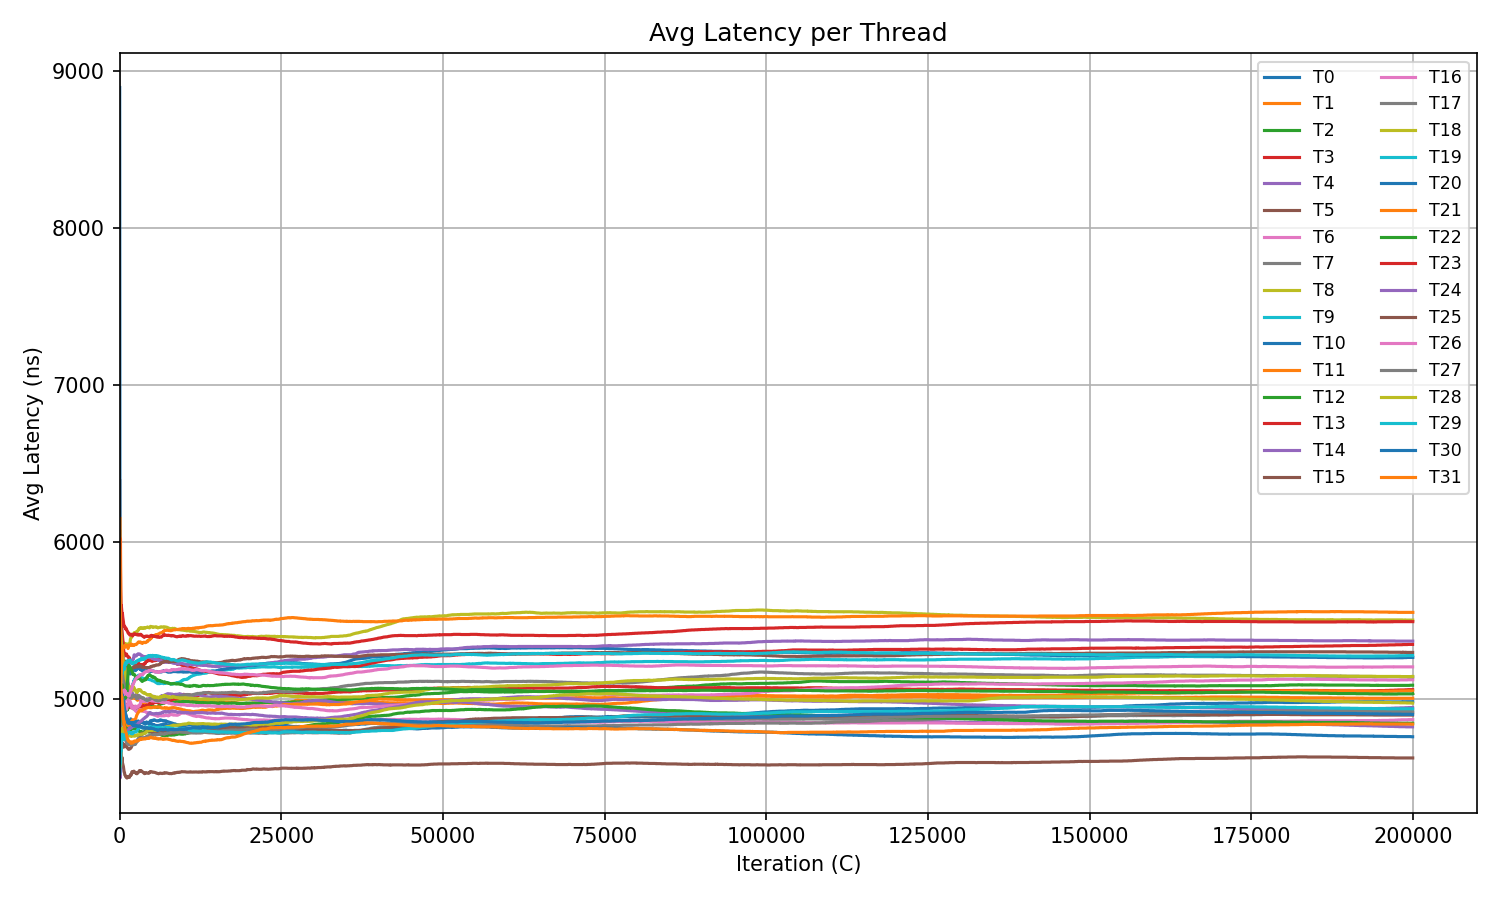 Avg Latency per Thread
Avg Latency (ns)
9000
8000
7000
6000
5000
T0 T16
T1 T17
T2 T18
T3 T19
T4 T20
T5 T21
T6 T22
T7 T23
T8 T24
T9 T25
T10 T26
T11 T27
T12 T28
T13 T29
T14 T30
T15 T31
0 25000 50000 75000 100000 125000 150000 175000 200000
Iteration (C)